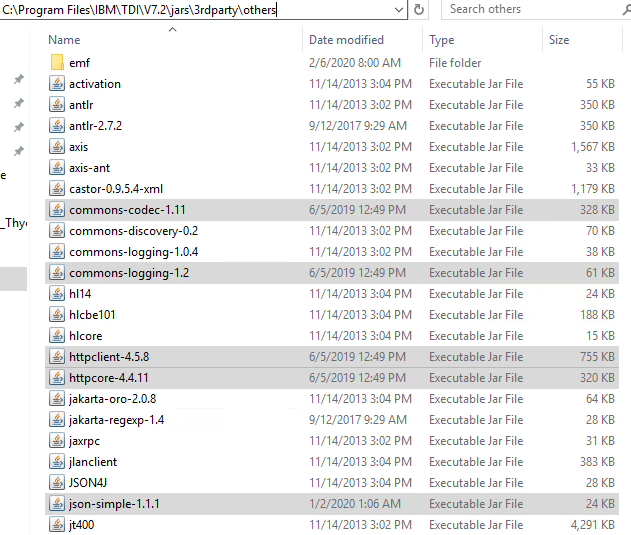 C:\Program Files\IBM\TDI\V7.2\jars\3rdparty\others Search others
Name Date modified Type Size
emf 2/6/2020 8:00 AM File folder
activation 11/14/2013 3:04 PM Executable Jar File 55 KB
antlr 11/14/2013 3:02 PM Executable Jar File 350 KB
antlr-2.7.2 9/12/2017 9:29 AM Executable Jar File 350 KB
axis 11/14/2013 3:02 PM Executable Jar File 1,567 KB
e
axis-ant 11/14/2013 3:02 PM Executable Jar File 33 KB
castor-0.9.5.4-xml 11/14/2013 3:02 PM Executable Jar File 1,179 KB
commons-codec-1.11 6/5/2019 12:49 PM Executable Jar File 328 KB
_Thy
commons-discovery-0.2 11/14/2013 3:02 PM Executable Jar File 70 KB
commons-logging-1.0.4 11/14/2013 3:02 PM Executable Jar File 38 KB
commons-logging-1.2 6/5/2019 12:49 PM Executable Jar File 61 KB
hl14 11/14/2013 3:04 PM Executable Jar File 24 KB
hlcbe101 11/14/2013 3:04 PM Executable Jar File 188 KB
hlcore 11/14/2013 3:04 PM Executable Jar File 15 KB
httpclient-4.5.8 6/5/2019 12:49 PM Executable Jar File 755 KB
httpcore-4.4.11 6/5/2019 12:49 PM Executable Jar File 320 KB
jakarta-oro-2.0.8 11/14/2013 3:04 PM Executable Jar File 64 KB
jakarta-regexp-1.4 9/12/2017 9:29 AM Executable Jar File 28 KB
jaxrpc 11/14/2013 3:02 PM Executable Jar File 31 KB
jlanclient 11/14/2013 3:04 PM Executable Jar File 383 KB
JSON4J 11/14/2013 3:04 PM Executable Jar File 28 KB
json-simple-1.1.1 1/2/2020 1:06 AM Executable Jar File 24 KB
jt400 11/14/2013 3:02 PM Executable Jar File 4,291 KB